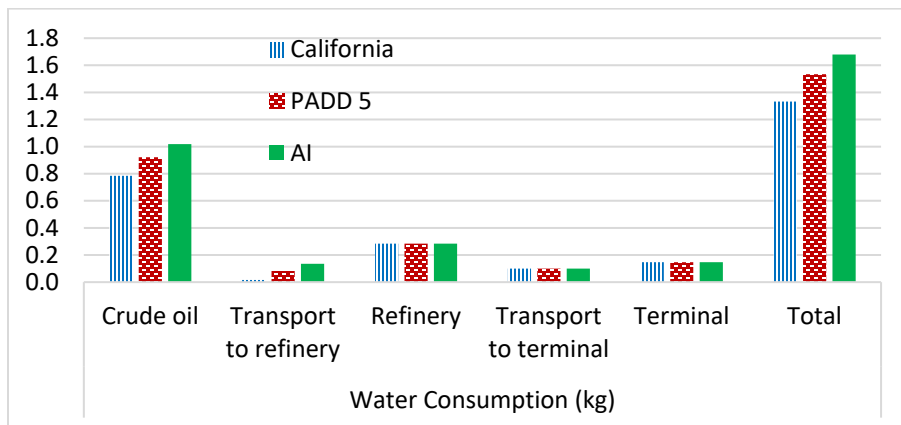 1.8
1.6
1.4
1.2
1.0
0.8
0.6
0.4
0.2
0.0
California
PADD 5
AI
Crude oil
Transport
to refinery
Refinery
Transport
to terminal
Terminal
Total
Water Consumption (kg)